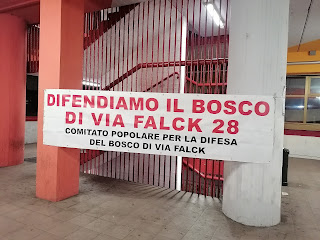 DIFENDIAMO IL BOSCO
DI VIA FALCK 28
COMITATO POPOLARE PER LA DIFESA
DEL BOSCO DI VIA FALCK